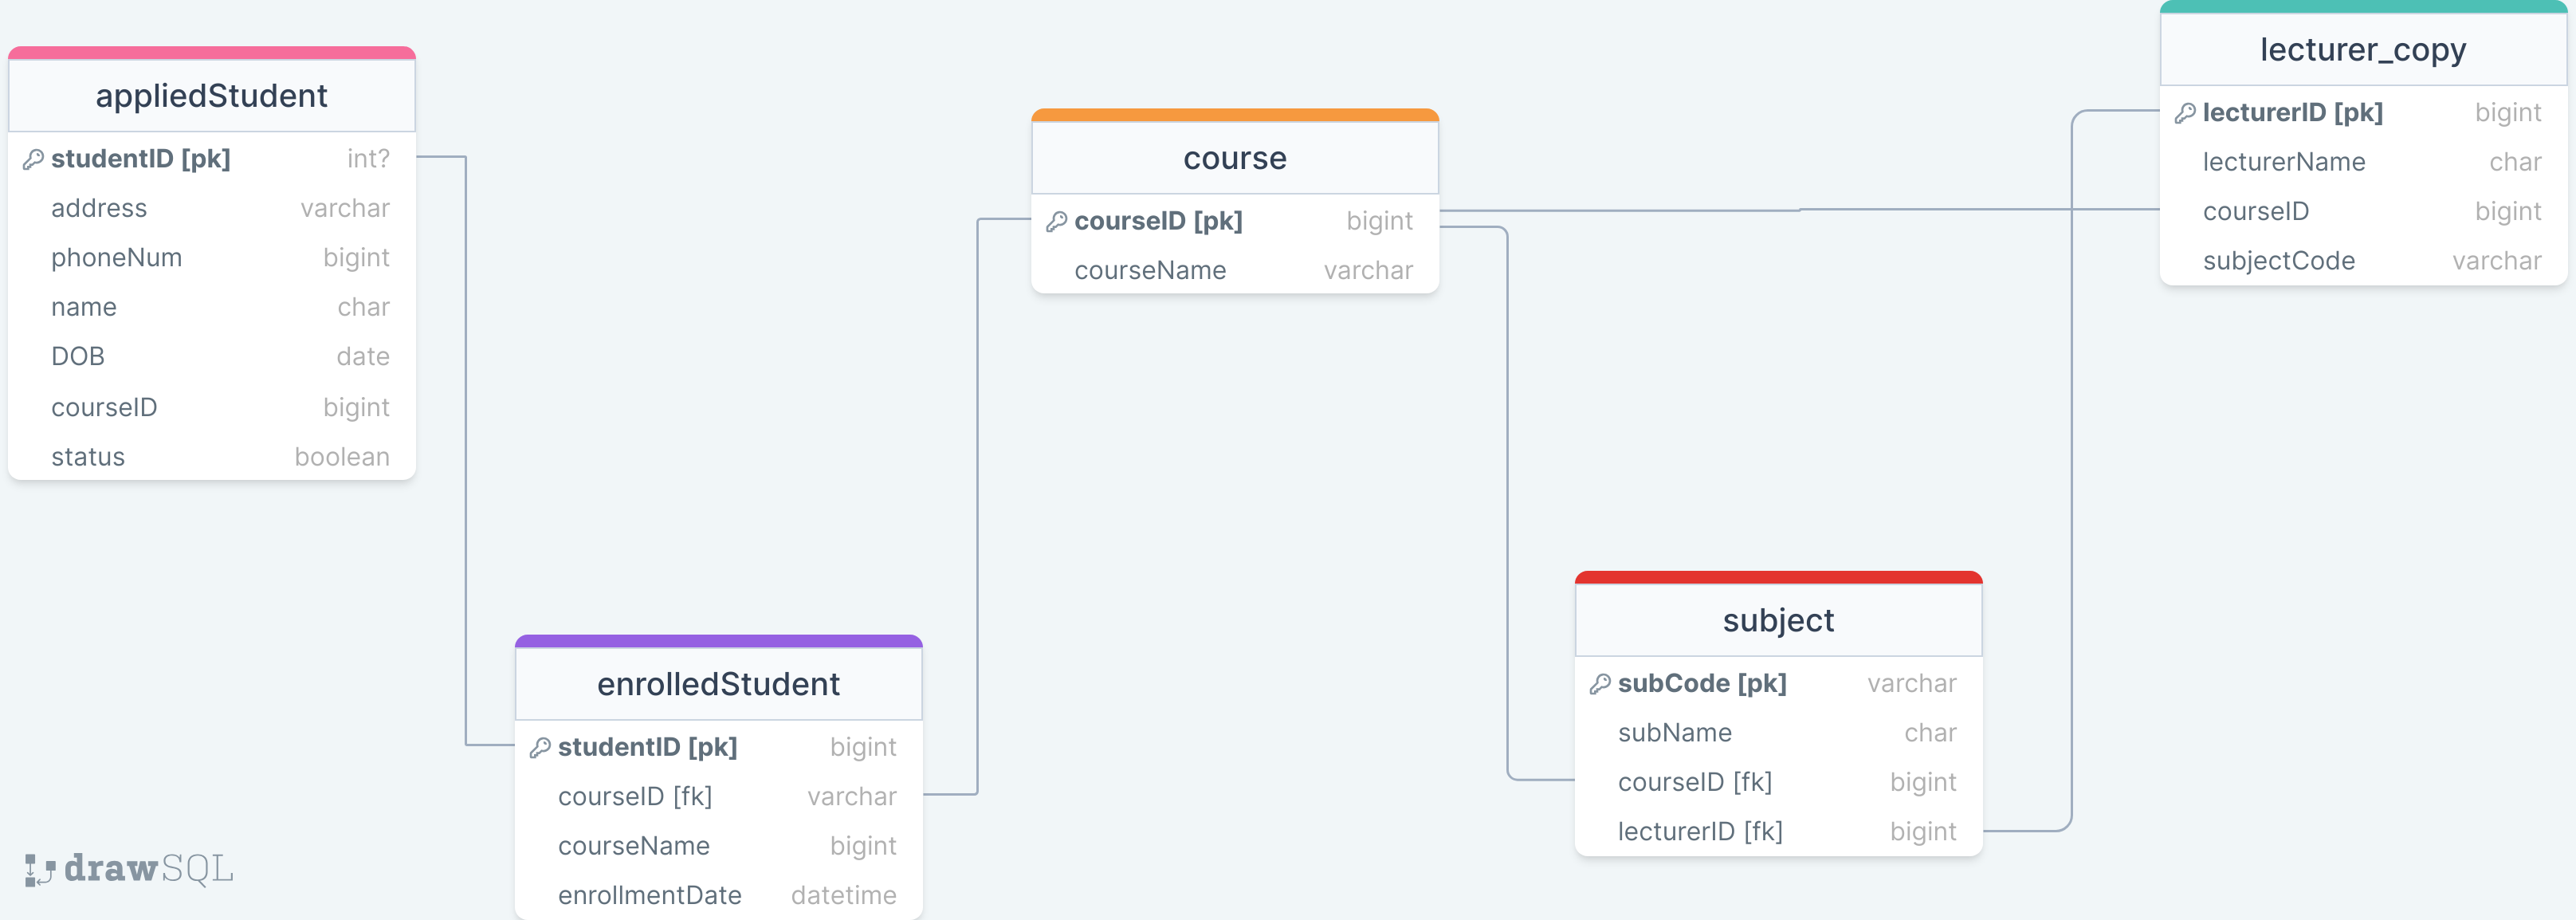 appliedStudent
studentID [pk] int?
address varchar
phoneNum bigint
name char
DOB date
courseID bigint
status boolean
enrolledStudent
studentID [pk] bigint
courseID [fk] varchar
courseName bigint
enrollmentDate datetime
course
courseID [pk] bigint
courseName varchar
subject
subCode [pk] varchar
subName char
courseID [fk] bigint
lecturerID [fk] bigint
lecturer_copy
lecturerID [pk] bigint
lecturerName char
courseID bigint
subjectCode varchar
drawSQL